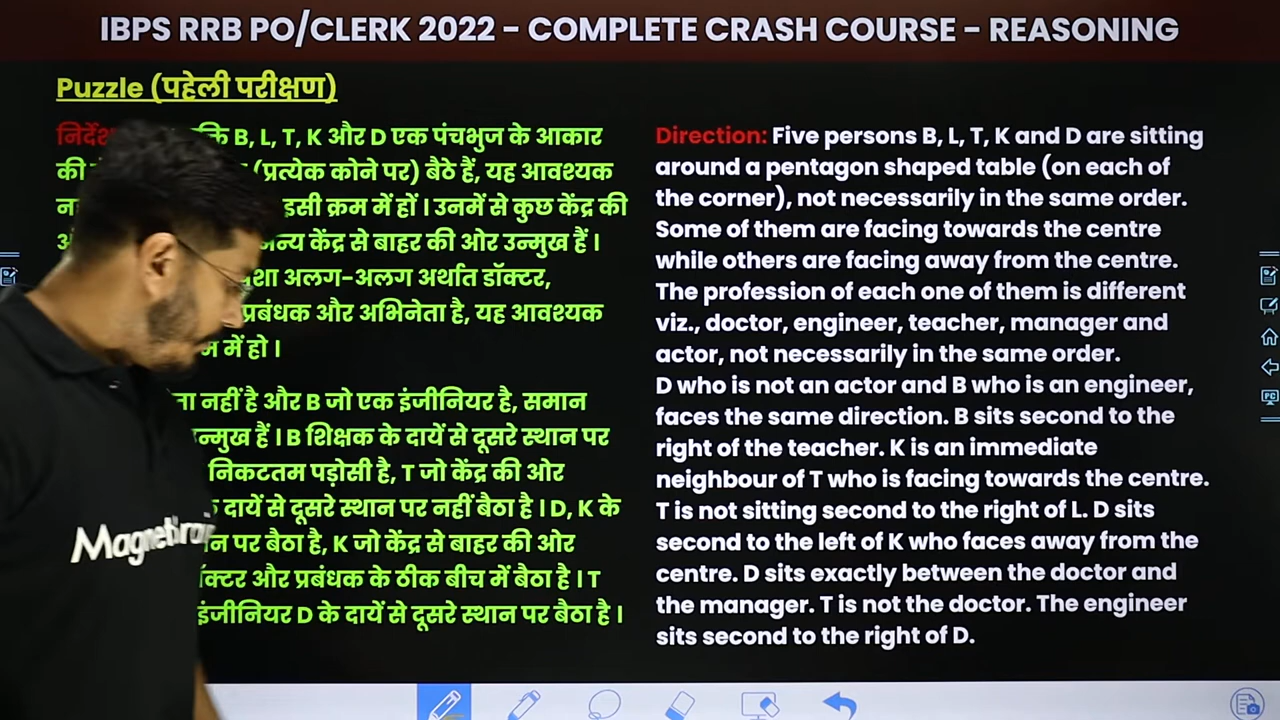 IBPS RRB PO/CLERK 2022 - COMPLETE CRASH COURSE - REASONING
Puzzle (पहेली परीक्षण)
B, L, T, K और D एक पंचभुज के आकार
की (प्रत्येक कोने पर) बैठे हैं, यह आवश्यक
इसी क्रम में हों । उनमें से कुछ केंद्र की
केंद्र से बाहर की ओर उन्मुख हैं ।
अलग-अलग अर्थात डॉक्टर,
प्रबंधक और अभिनेता है, यह आवश्यक
में हो ।
नहीं है और B जो एक इंजीनियर है, समान
हैं । B शिक्षक के दायें से दूसरे स्थान पर
निकटतम पड़ोसी है, T जो केंद्र की ओर
दायें से दूसरे स्थान पर नहीं बैठा है । D, K के
पर बैठा है, K जो केंद्र से बाहर की ओर
और प्रबंधक के ठीक बीच में बैठा है । T
इंजीनियर D के दायें से दूसरे स्थान पर बैठा है ।
Direction: Five persons B, L, T, K and D are sitting
around a pentagon shaped table (on each of
the corner), not necessarily in the same order.
Some of them are facing towards the centre
while others are facing away from the centre.
The profession of each one of them is different
viz., doctor, engineer, teacher, manager and
actor, not necessarily in the same order.
D who is not an actor and B who is an engineer,
faces the same direction. B sits second to the
right of the teacher. K is an immediate
neighbour of T who is facing towards the centre.
T is not sitting second to the right of L. D sits
second to the left of K who faces away from the
centre. D sits exactly between the doctor and
the manager. T is not the doctor. The engineer
sits second to the right of D.
Magnet Brains